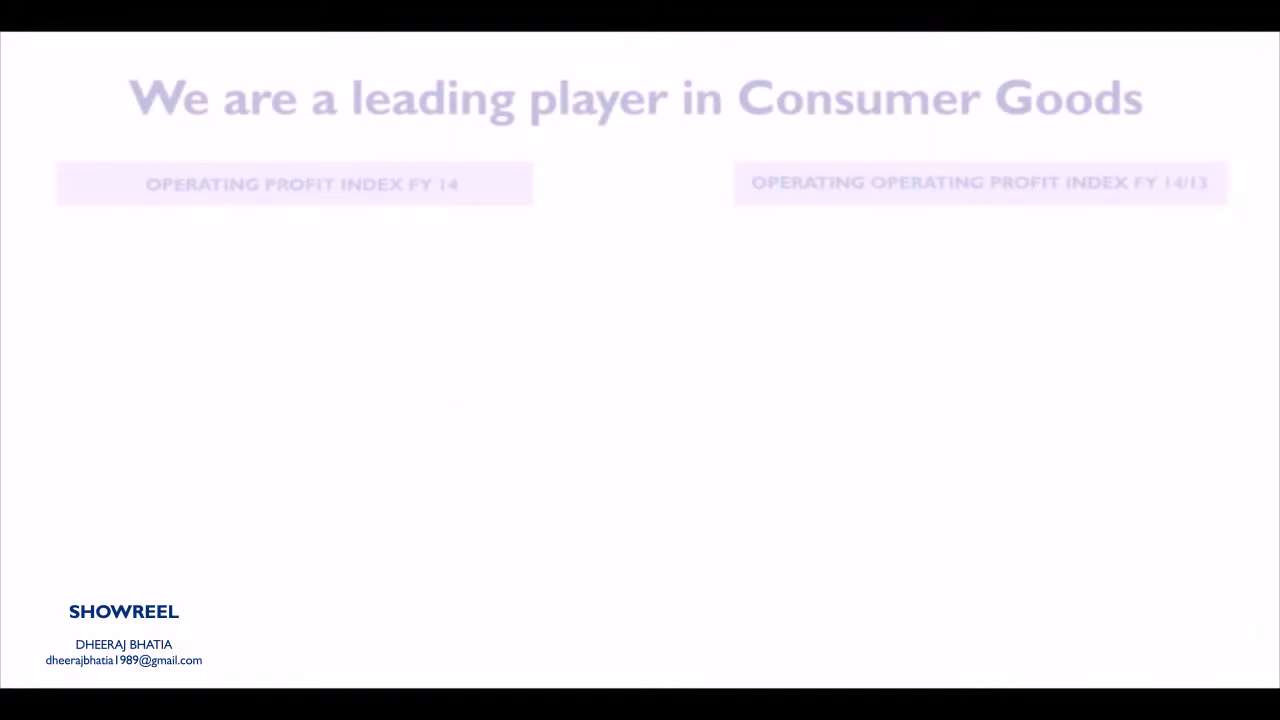 We are a leading player in Consumer Goods
OPERATING PROFIT INDEX FY 14
OPERATING OPERATING PROFIT INDEX FY 14/13
SHOWREEL
DHEERAJ BHATIA
dheerajbhatia1989@gmail.com